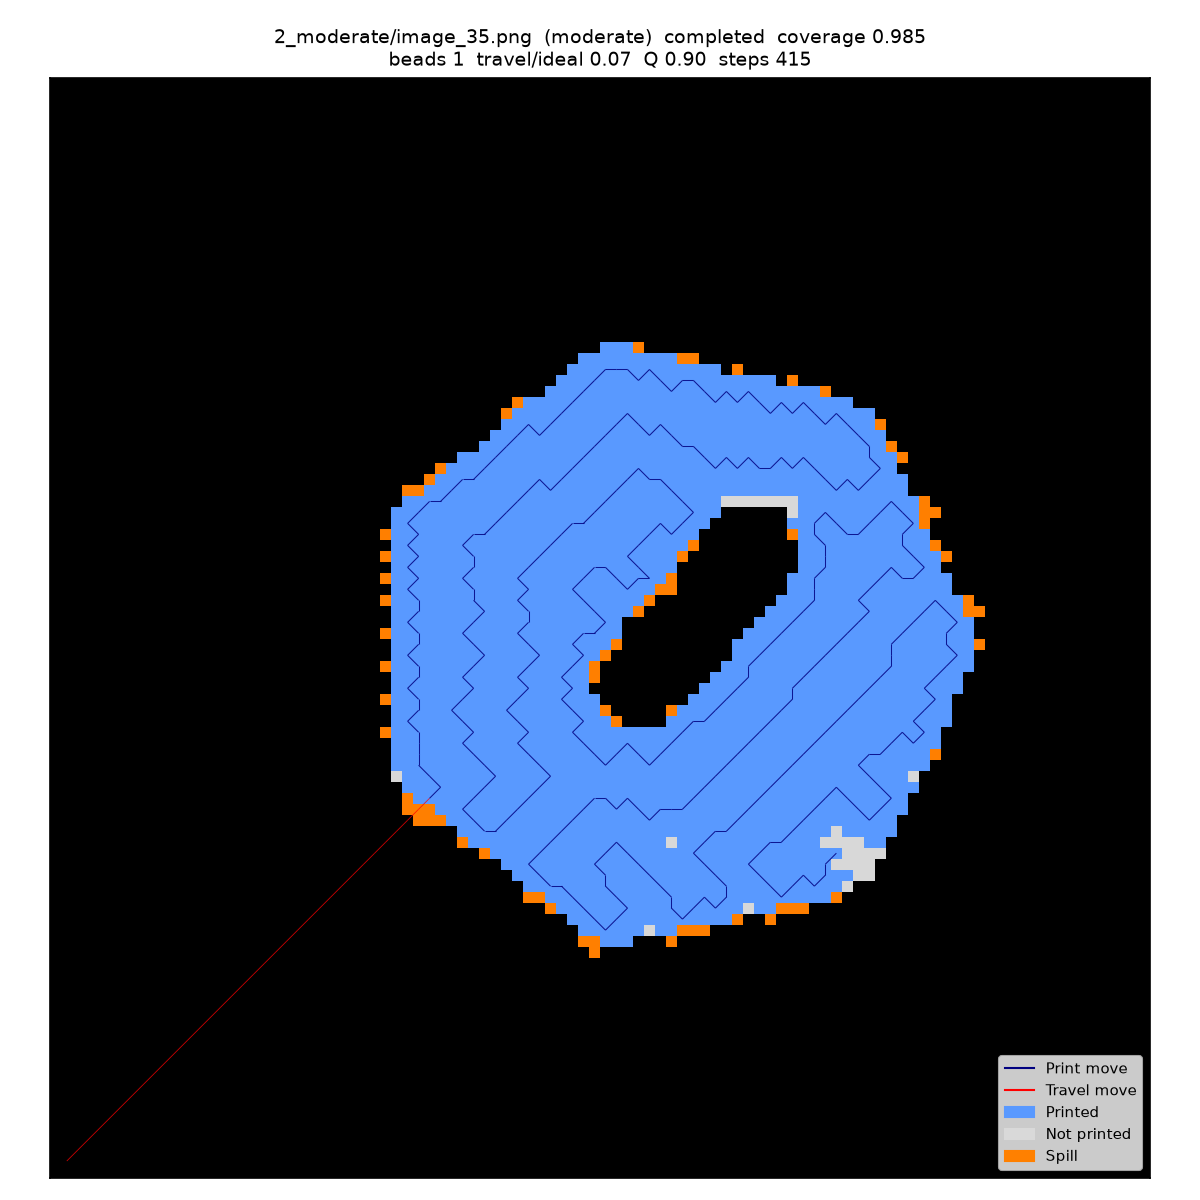 2_moderate/image_35.png  (moderate)  completed  coverage 0.985
beads 1  travel/ideal 0.07  Q 0.90  steps 415
Print move
Travel move
Printed
Not printed
Spill